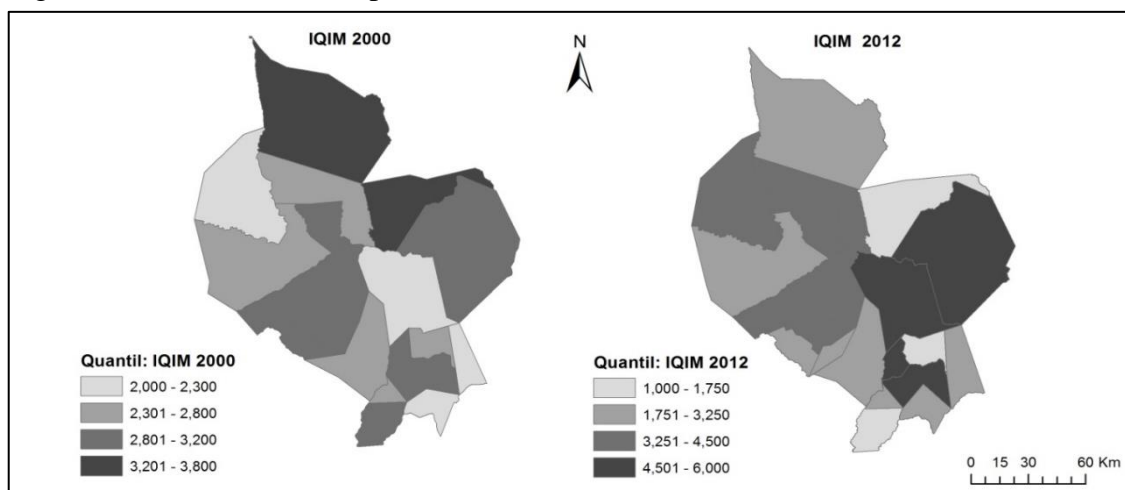 IQIM 2000
N
IQIM 2012
Quantil: IQIM 2000
2,000 - 2,300
2,301 - 2,800
2,801 - 3,200
3,201 - 3,800
Quantil: IQIM 2012
1,000 - 1,750
1,751 - 3,250
3,251 - 4,500
4,501 - 6,000
0 15 30 60 Km